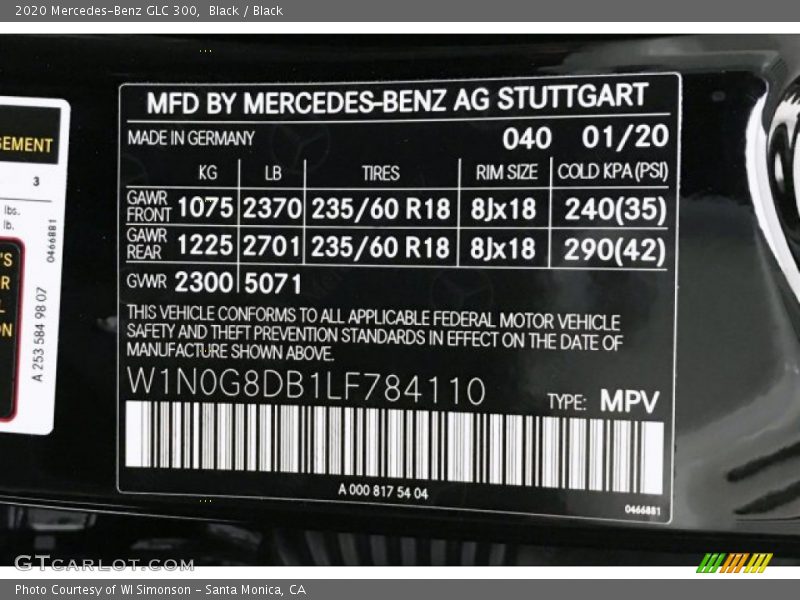 2020 Mercedes-Benz GLC 300, Black / Black
MFD BY MERCEDES-BENZ AG STUTTGART
MADE IN GERMANY 040 01/20
KG LB TIRES RIM SIZE COLD KPA(PSI)
GAWR FRONT 1075 2370 235/60 R18 8Jx18 240(35)
GAWR REAR 1225 2701 235/60 R18 8Jx18 290(42)
GVWR 2300 5071
THIS VEHICLE CONFORMS TO ALL APPLICABLE FEDERAL MOTOR VEHICLE
SAFETY AND THEFT PREVENTION STANDARDS IN EFFECT ON THE DATE OF
MANUFACTURE SHOWN ABOVE.
W1N0G8DB1LF784110 TYPE: MPV
A 000 817 54 04
0466881
3
lbs.
lb.
0466881
A 253 584 98 07
GTCARLOT.COM
Photo Courtesy of WI Simonson - Santa Monica, CA